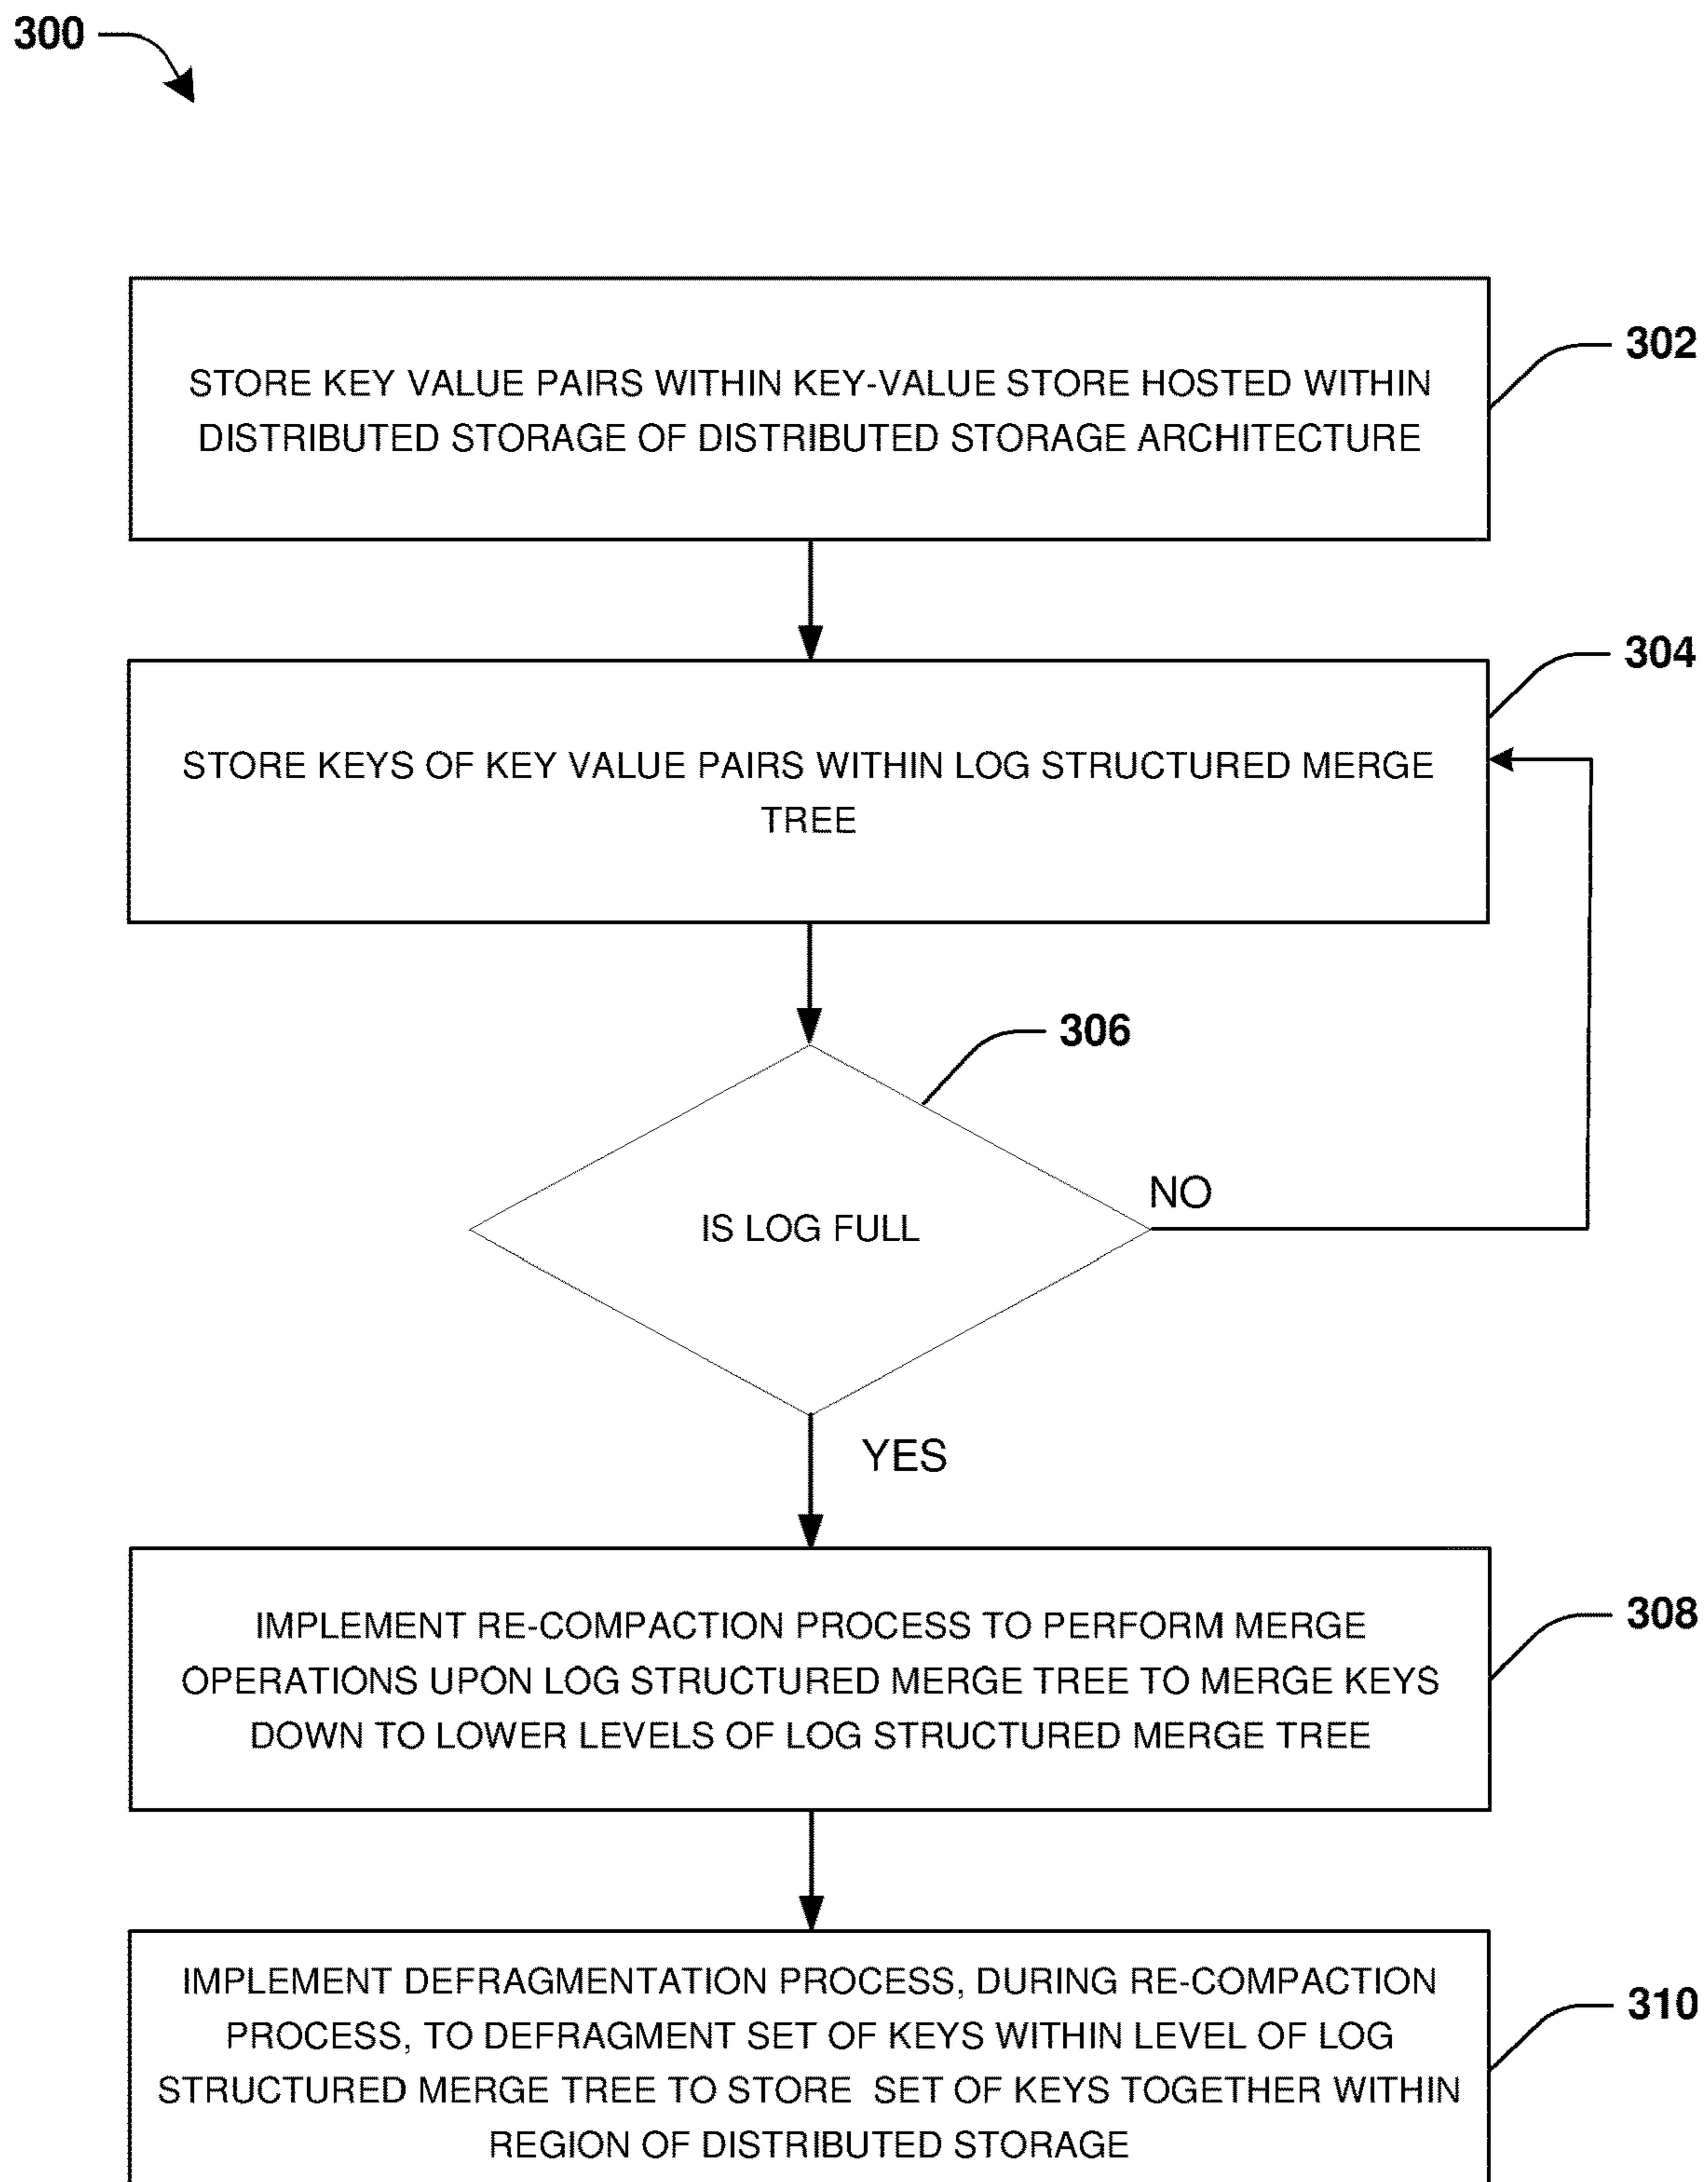 300
STORE KEY VALUE PAIRS WITHIN KEY-VALUE STORE HOSTED WITHIN
DISTRIBUTED STORAGE OF DISTRIBUTED STORAGE ARCHITECTURE
302
STORE KEYS OF KEY VALUE PAIRS WITHIN LOG STRUCTURED MERGE
TREE
304
306
IS LOG FULL
NO
YES
IMPLEMENT RE-COMPACTION PROCESS TO PERFORM MERGE
OPERATIONS UPON LOG STRUCTURED MERGE TREE TO MERGE KEYS
DOWN TO LOWER LEVELS OF LOG STRUCTURED MERGE TREE
308
IMPLEMENT DEFRAGMENTATION PROCESS, DURING RE-COMPACTION
PROCESS, TO DEFRAGMENT SET OF KEYS WITHIN LEVEL OF LOG
STRUCTURED MERGE TREE TO STORE SET OF KEYS TOGETHER WITHIN
REGION OF DISTRIBUTED STORAGE
310